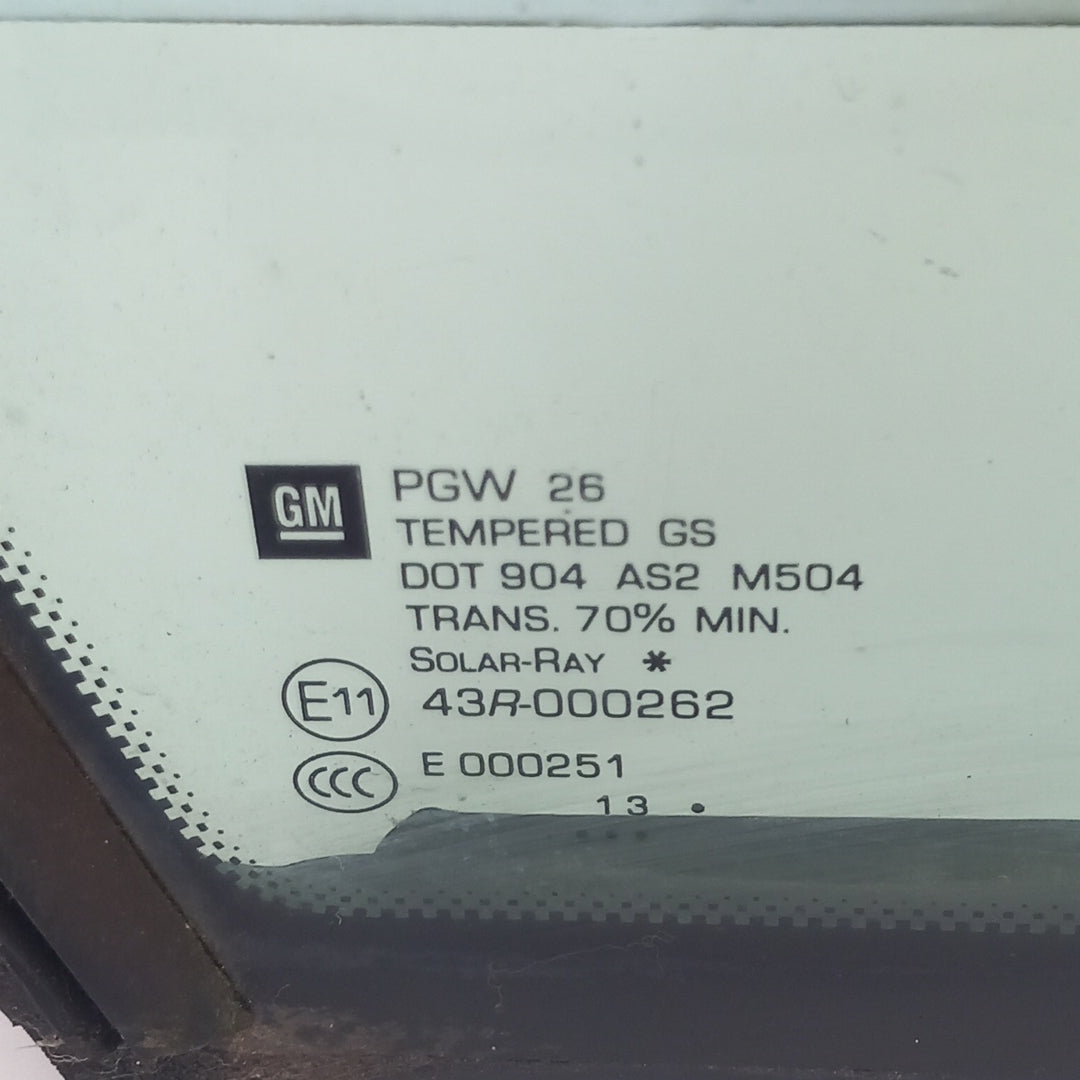 GM
PGW 26
TEMPERED GS
DOT 904 AS2 M504
TRANS. 70% MIN.
SOLAR-RAY *
E11 43R-000262
CCC E 000251
13 •